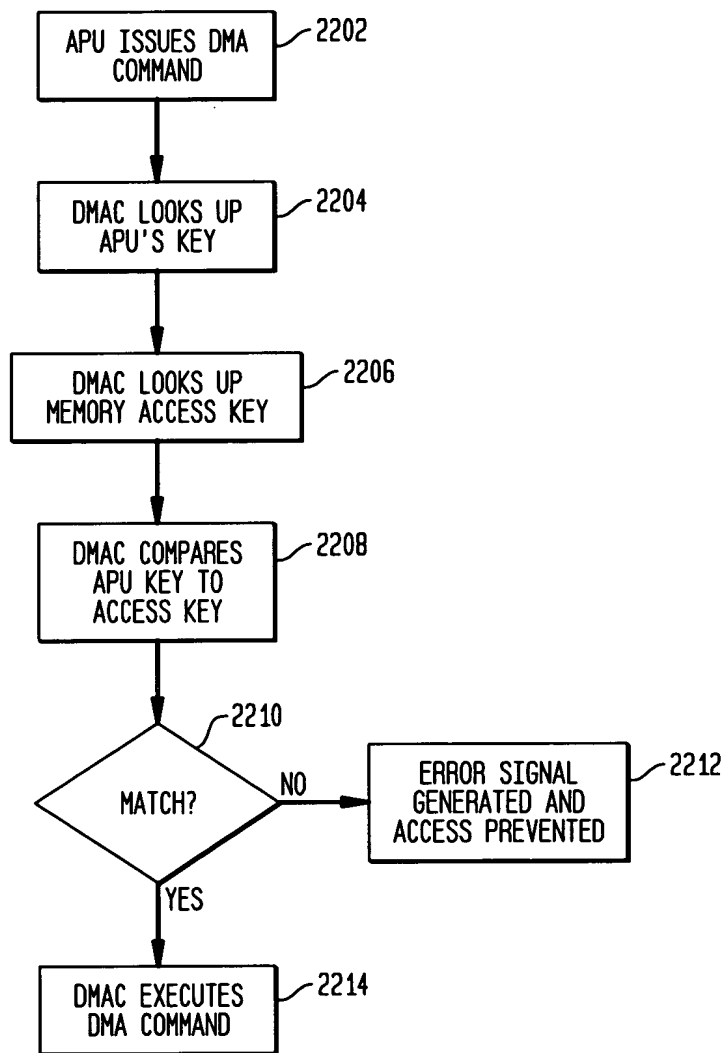 APU ISSUES DMA
COMMAND
2202
DMAC LOOKS UP
APU'S KEY
2204
DMAC LOOKS UP
MEMORY ACCESS KEY
2206
DMAC COMPARES
APU KEY TO
ACCESS KEY
2208
MATCH?
2210
NO
ERROR SIGNAL
GENERATED AND
ACCESS PREVENTED
2212
YES
DMAC EXECUTES
DMA COMMAND
2214